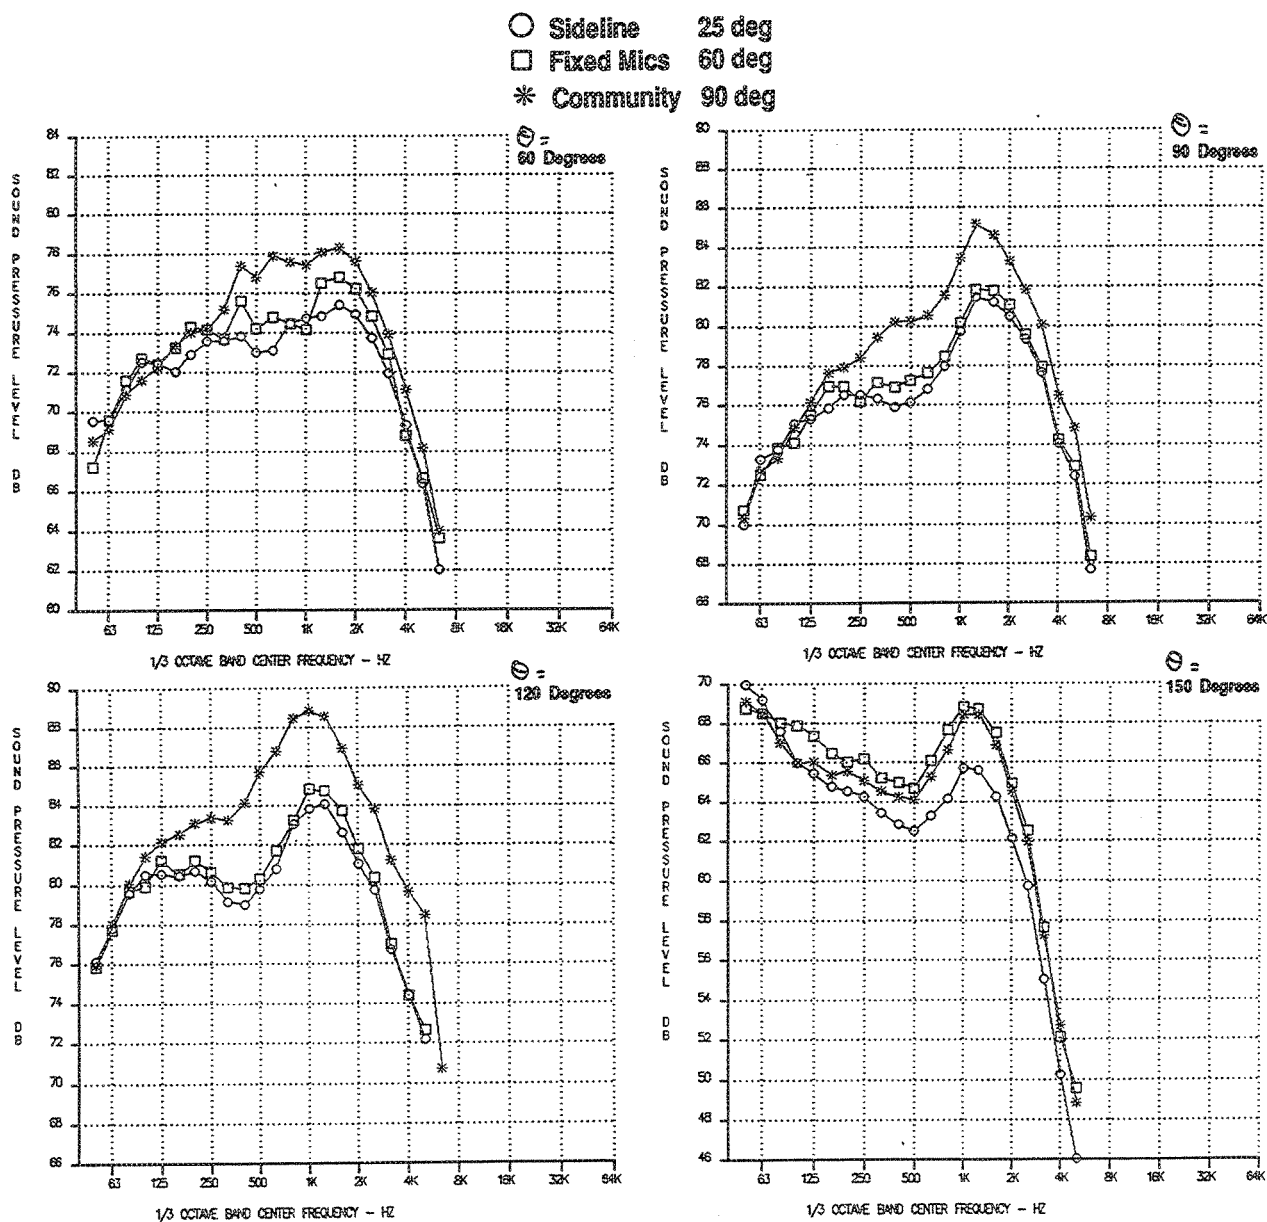 Sideline 25 deg
Fixed Mics 60 deg
Community 90 deg
Θ =
60 Degrees
84
82
80
78
76
74
72
70
68
66
64
62
60
SOUND PRESSURE LEVEL DB
63 125 250 500 1K 2K 4K 8K 16K 32K 64K
1/3 OCTAVE BAND CENTER FREQUENCY - HZ
Θ =
90 Degrees
90
88
86
84
82
80
78
76
74
72
70
68
66
SOUND PRESSURE LEVEL DB
63 125 250 500 1K 2K 4K 8K 16K 32K 64K
1/3 OCTAVE BAND CENTER FREQUENCY - HZ
Θ =
120 Degrees
90
88
86
84
82
80
78
76
74
72
70
68
66
SOUND PRESSURE LEVEL DB
63 125 250 500 1K 2K 4K 8K 16K 32K 64K
1/3 OCTAVE BAND CENTER FREQUENCY - HZ
Θ =
150 Degrees
70
68
66
64
62
60
58
56
54
52
50
48
46
SOUND PRESSURE LEVEL DB
63 125 250 500 1K 2K 4K 8K 16K 32K 64K
1/3 OCTAVE BAND CENTER FREQUENCY - HZ